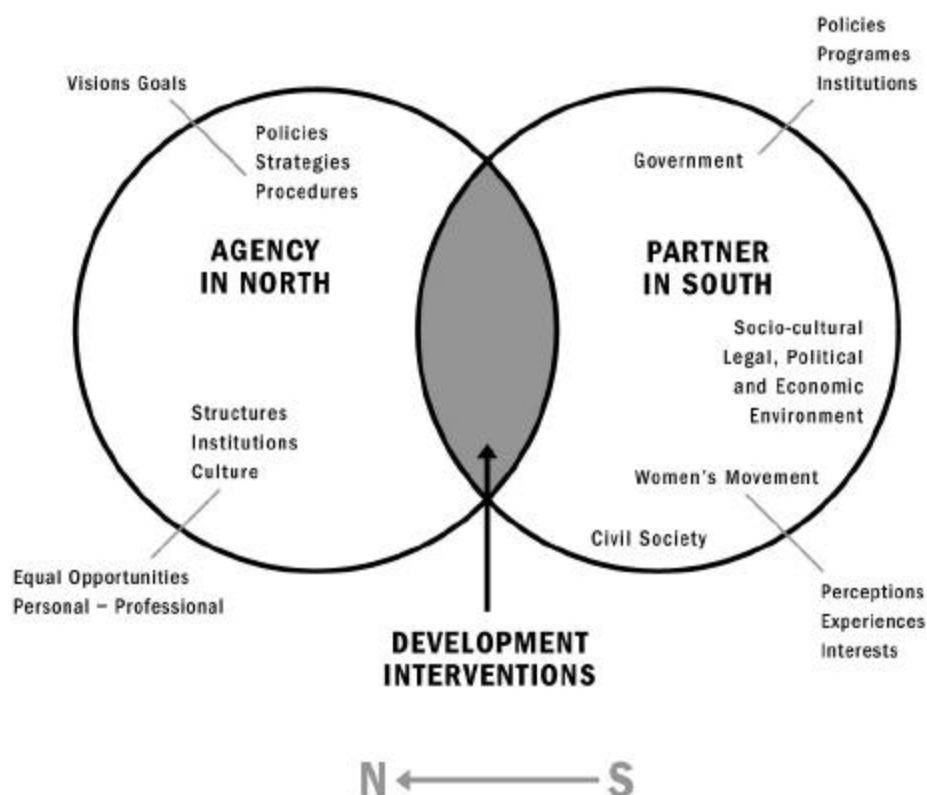 Visions Goals
Policies
Strategies
Procedures
AGENCY
IN NORTH
Structures
Institutions
Culture
Equal Opportunities
Personal – Professional
Policies
Programes
Institutions
Government
PARTNER
IN SOUTH
Socio-cultural
Legal, Political
and Economic
Environment
Women's Movement
Civil Society
Perceptions
Experiences
Interests
DEVELOPMENT
INTERVENTIONS
N S